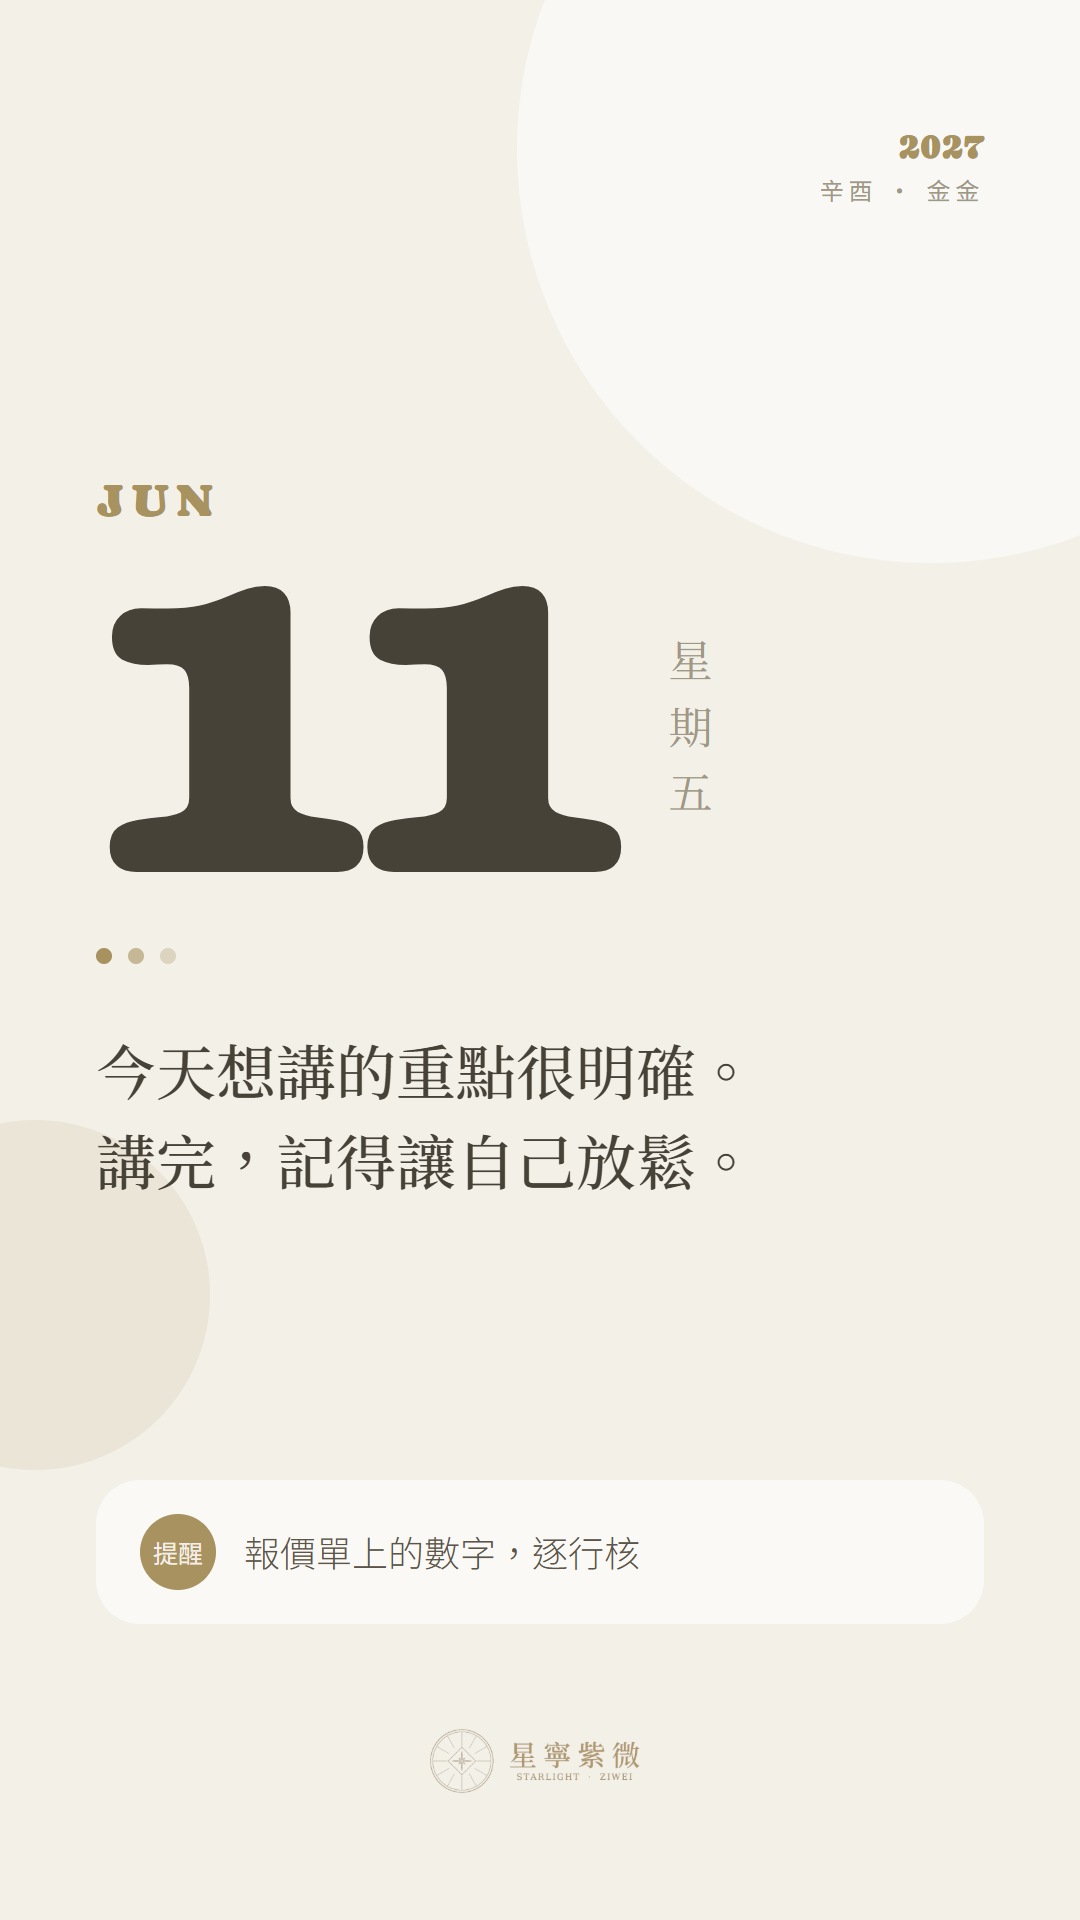 2027
辛酉 • 金金
JUN
11
星期五
今天想講的重點很明確。
講完，記得讓自己放鬆。
提醒
報價單上的數字，逐行核
星寧紫微
STARLIGHT · ZIWEI